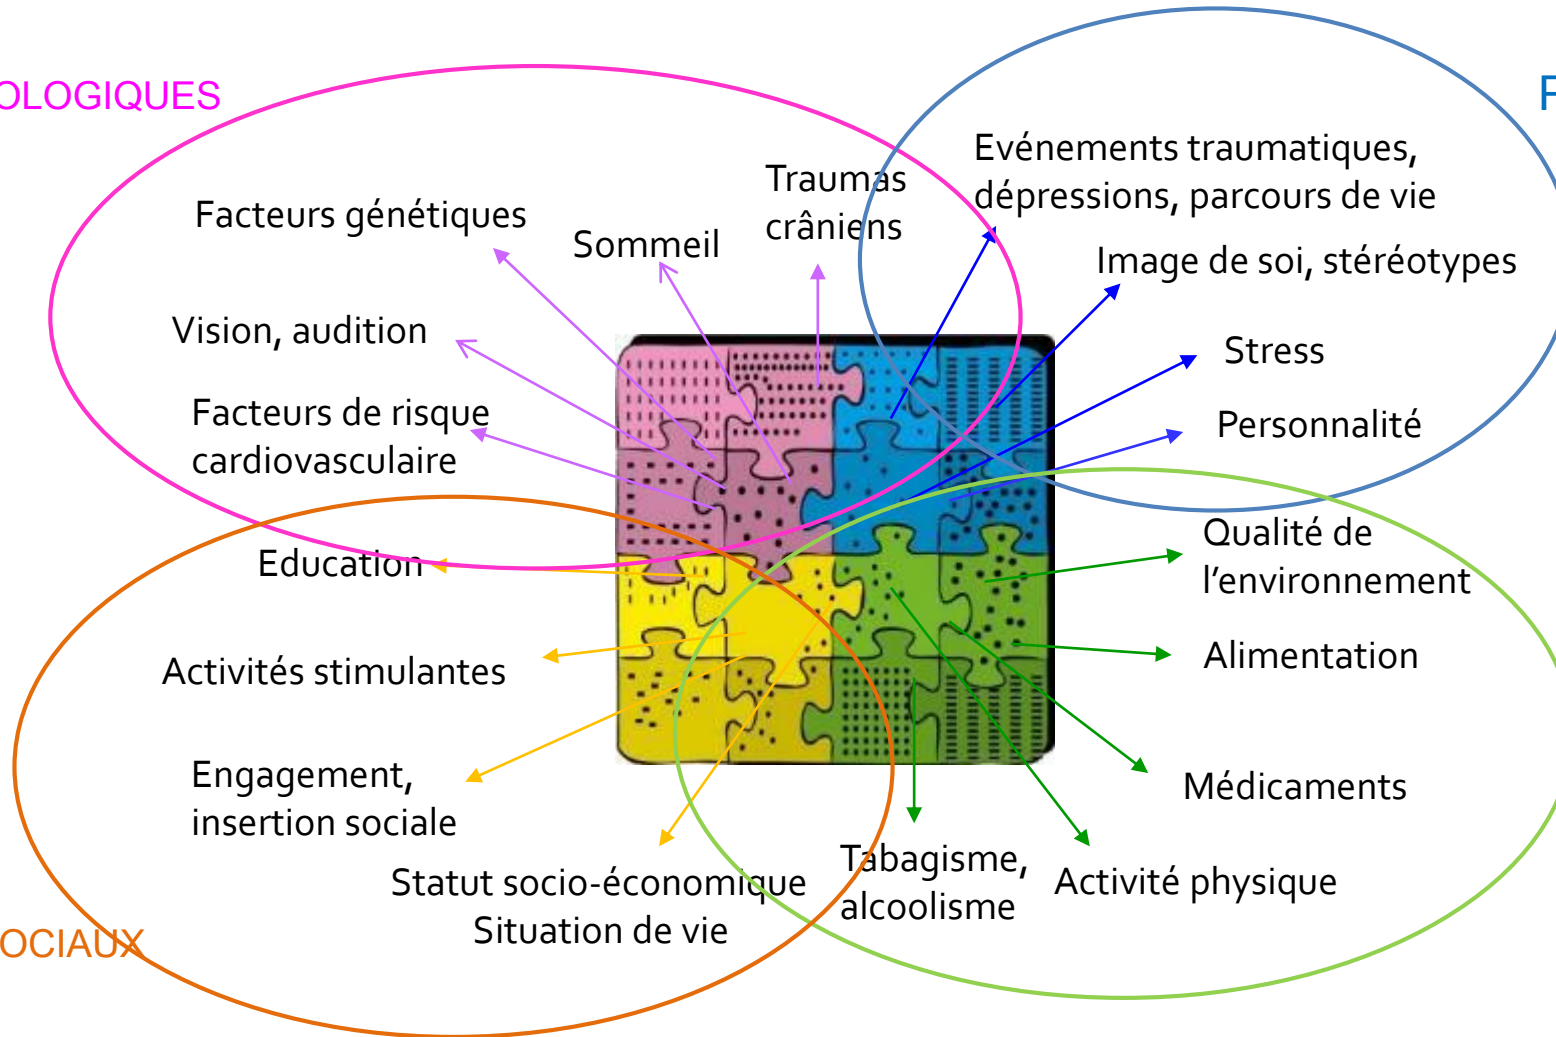 OLOGIQUES
Facteurs génétiques
Sommeil
Traumas
crâniens
Vision, audition
Facteurs de risque
cardiovasculaire
P
Evénements traumatiques,
dépressions, parcours de vie
Image de soi, stéréotypes
Stress
Personnalité
Education
Activités stimulantes
Engagement,
insertion sociale
Statut socio-économique
Situation de vie
OCIAUX
Qualité de
l'environnement
Alimentation
Médicaments
Activité physique
Tabagisme,
alcoolisme